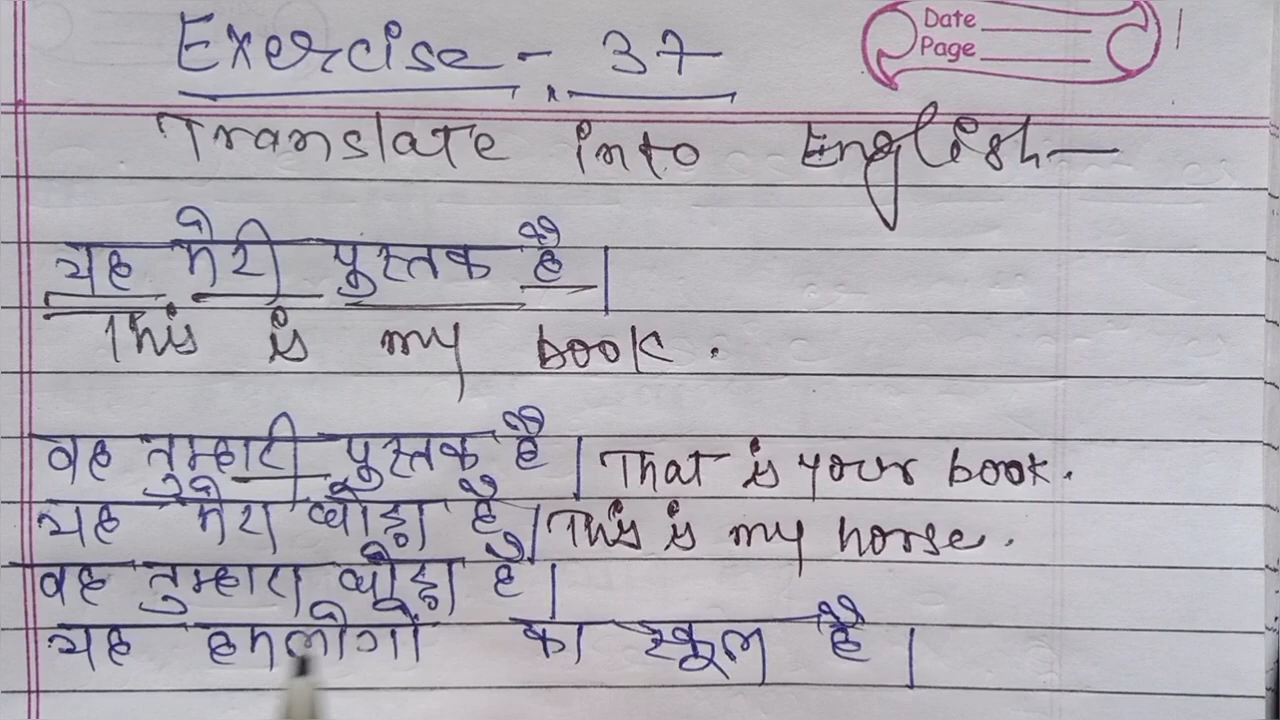 Exercise - 37
Date
Page
Translate into English—
यह मेरी पुस्तक है।
This is my book.
वह तुम्हारी पुस्तक है। That is your book.
यह मेरा घोड़ा है। This is my horse.
वह तुम्हारा घोड़ा है।
यह हमलोगों का स्कूल है।